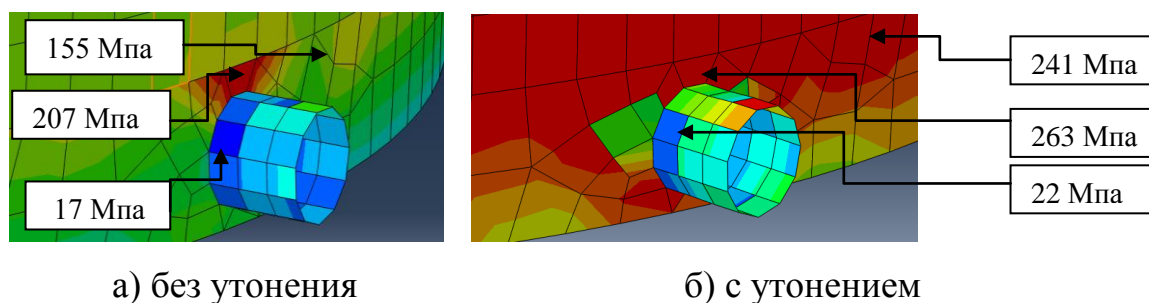 155 Мпа
207 Мпа
17 Мпа
241 Мпа
263 Мпа
22 Мпа
а) без утонения
б) с утонением